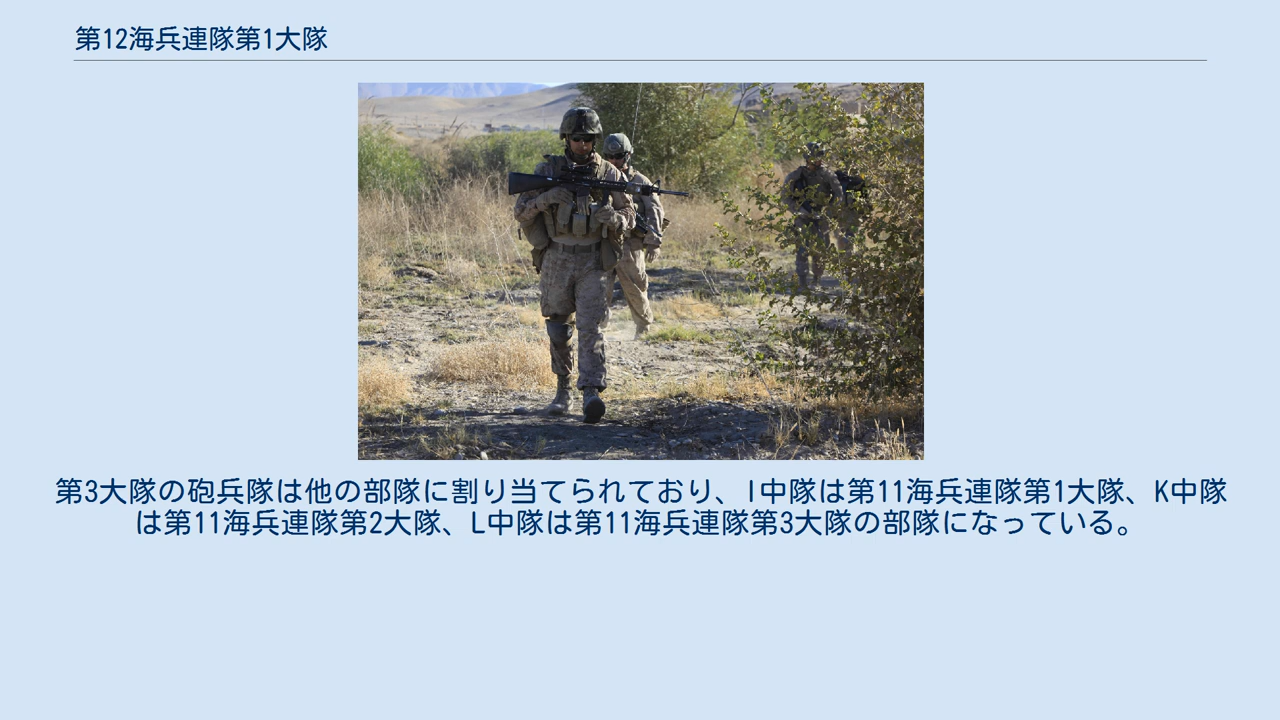 第12海兵連隊第1大隊
第3大隊の砲兵隊は他の部隊に割り当てられており、I中隊は第11海兵連隊第1大隊、K中隊
は第11海兵連隊第2大隊、L中隊は第11海兵連隊第3大隊の部隊になっている。